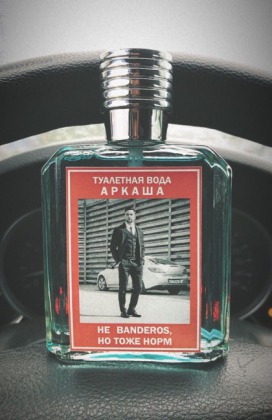 ТУАЛЕТНАЯ ВОДА
АРКАША
НЕ BANDEROS,
НО ТОЖЕ НОРМ